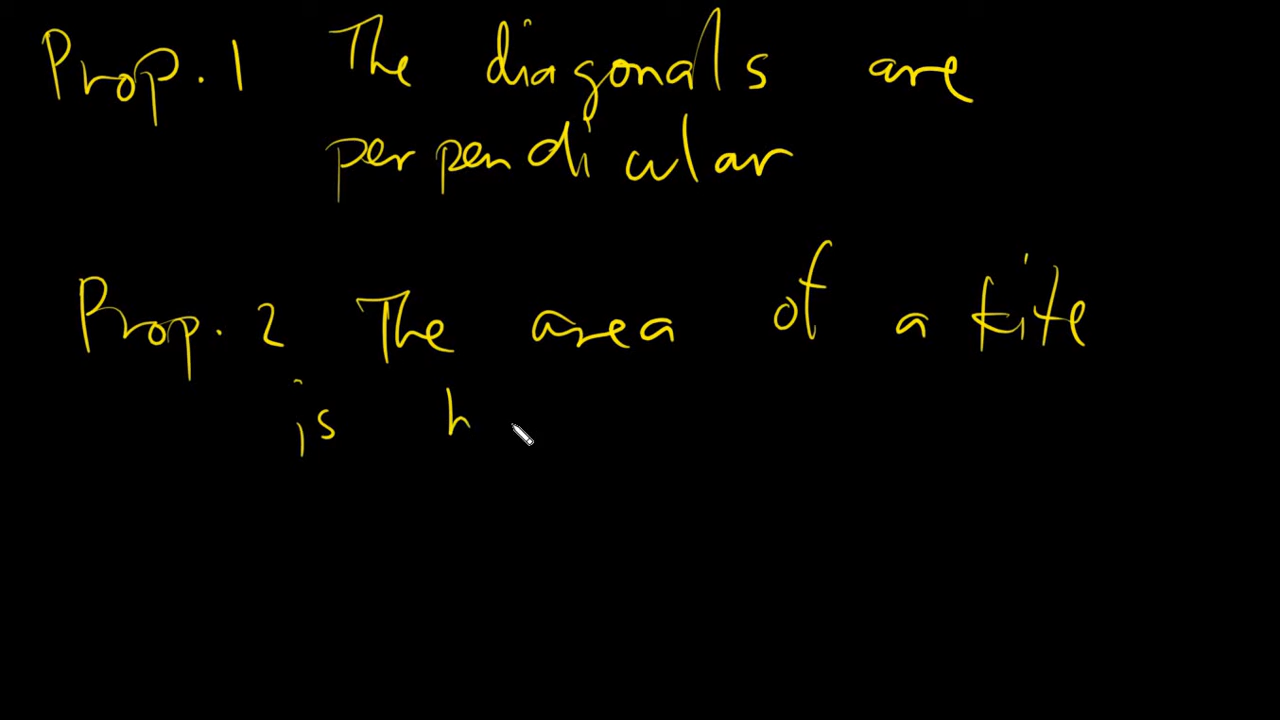 Prop. 1 The diagonals are
perpendicular
Prop. 2 The area of a kite
is h